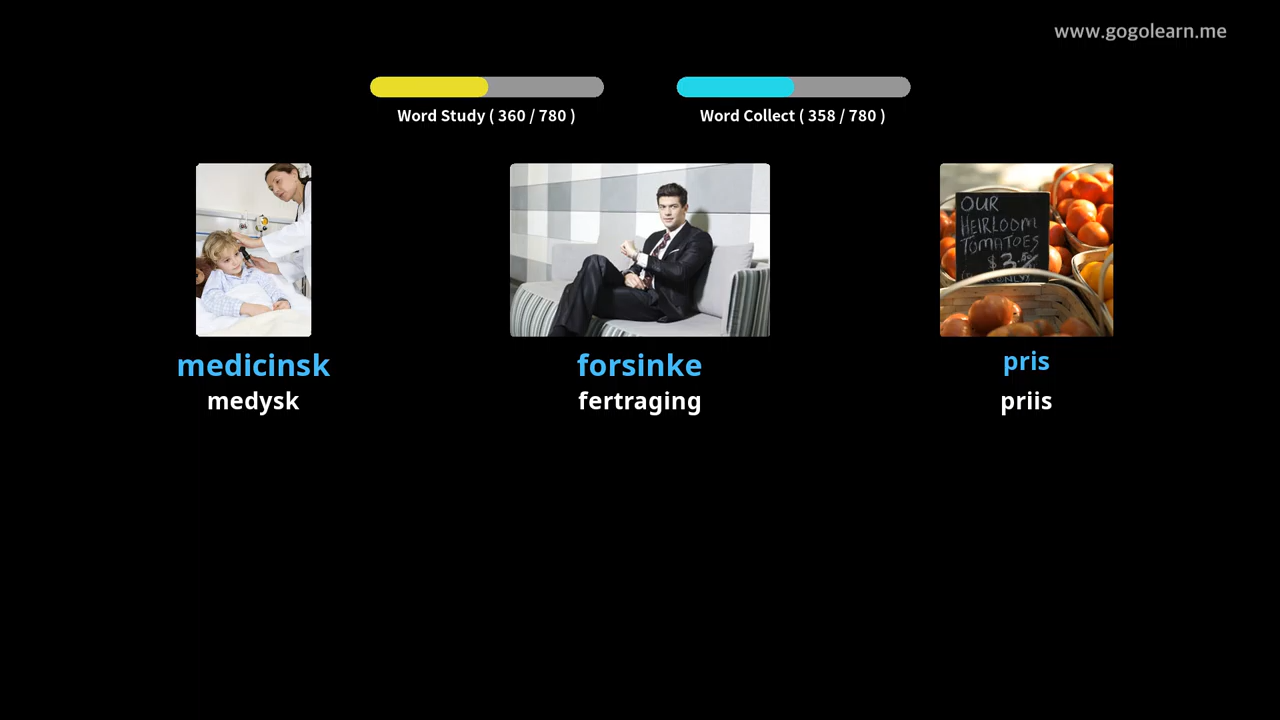 www.gogolearn.me
Word Study ( 360 / 780 )
Word Collect ( 358 / 780 )
OUR
HEIRLOOM
TOMATOES
medicinsk
forsinke
pris
medysk
fertraging
priis